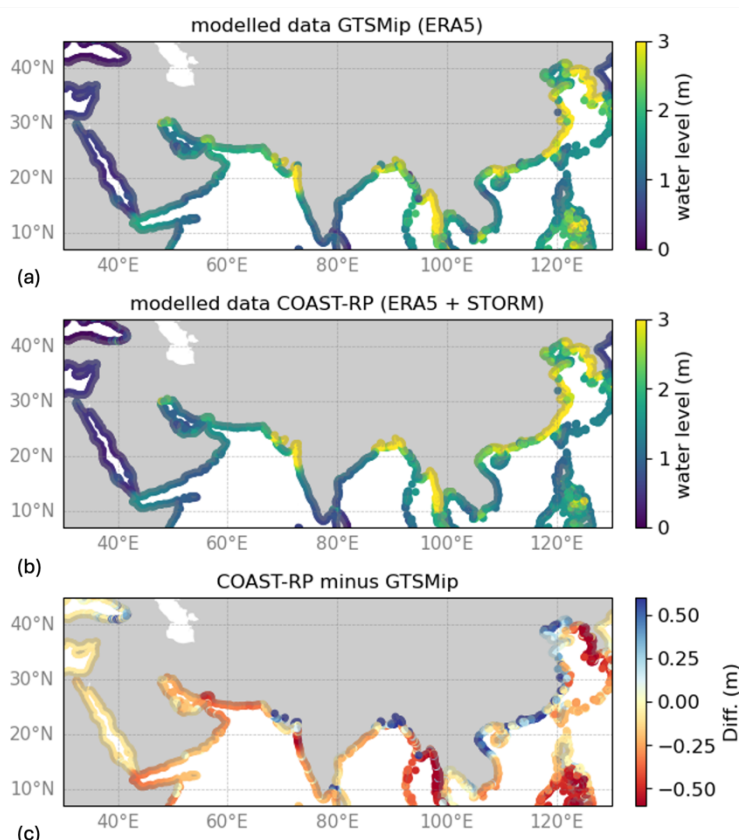 modelled data GTSMip (ERA5)
40°N
30°N
20°N
10°N
40°E 60°E 80°E 100°E 120°E
3
2
1
0
water level (m)
(a)
modelled data COAST-RP (ERA5 + STORM)
40°N
30°N
20°N
10°N
40°E 60°E 80°E 100°E 120°E
3
2
1
0
water level (m)
(b)
COAST-RP minus GTSMip
40°N
30°N
20°N
10°N
40°E 60°E 80°E 100°E 120°E
0.50
0.25
0.00
−0.25
−0.50
Diff. (m)
(c)